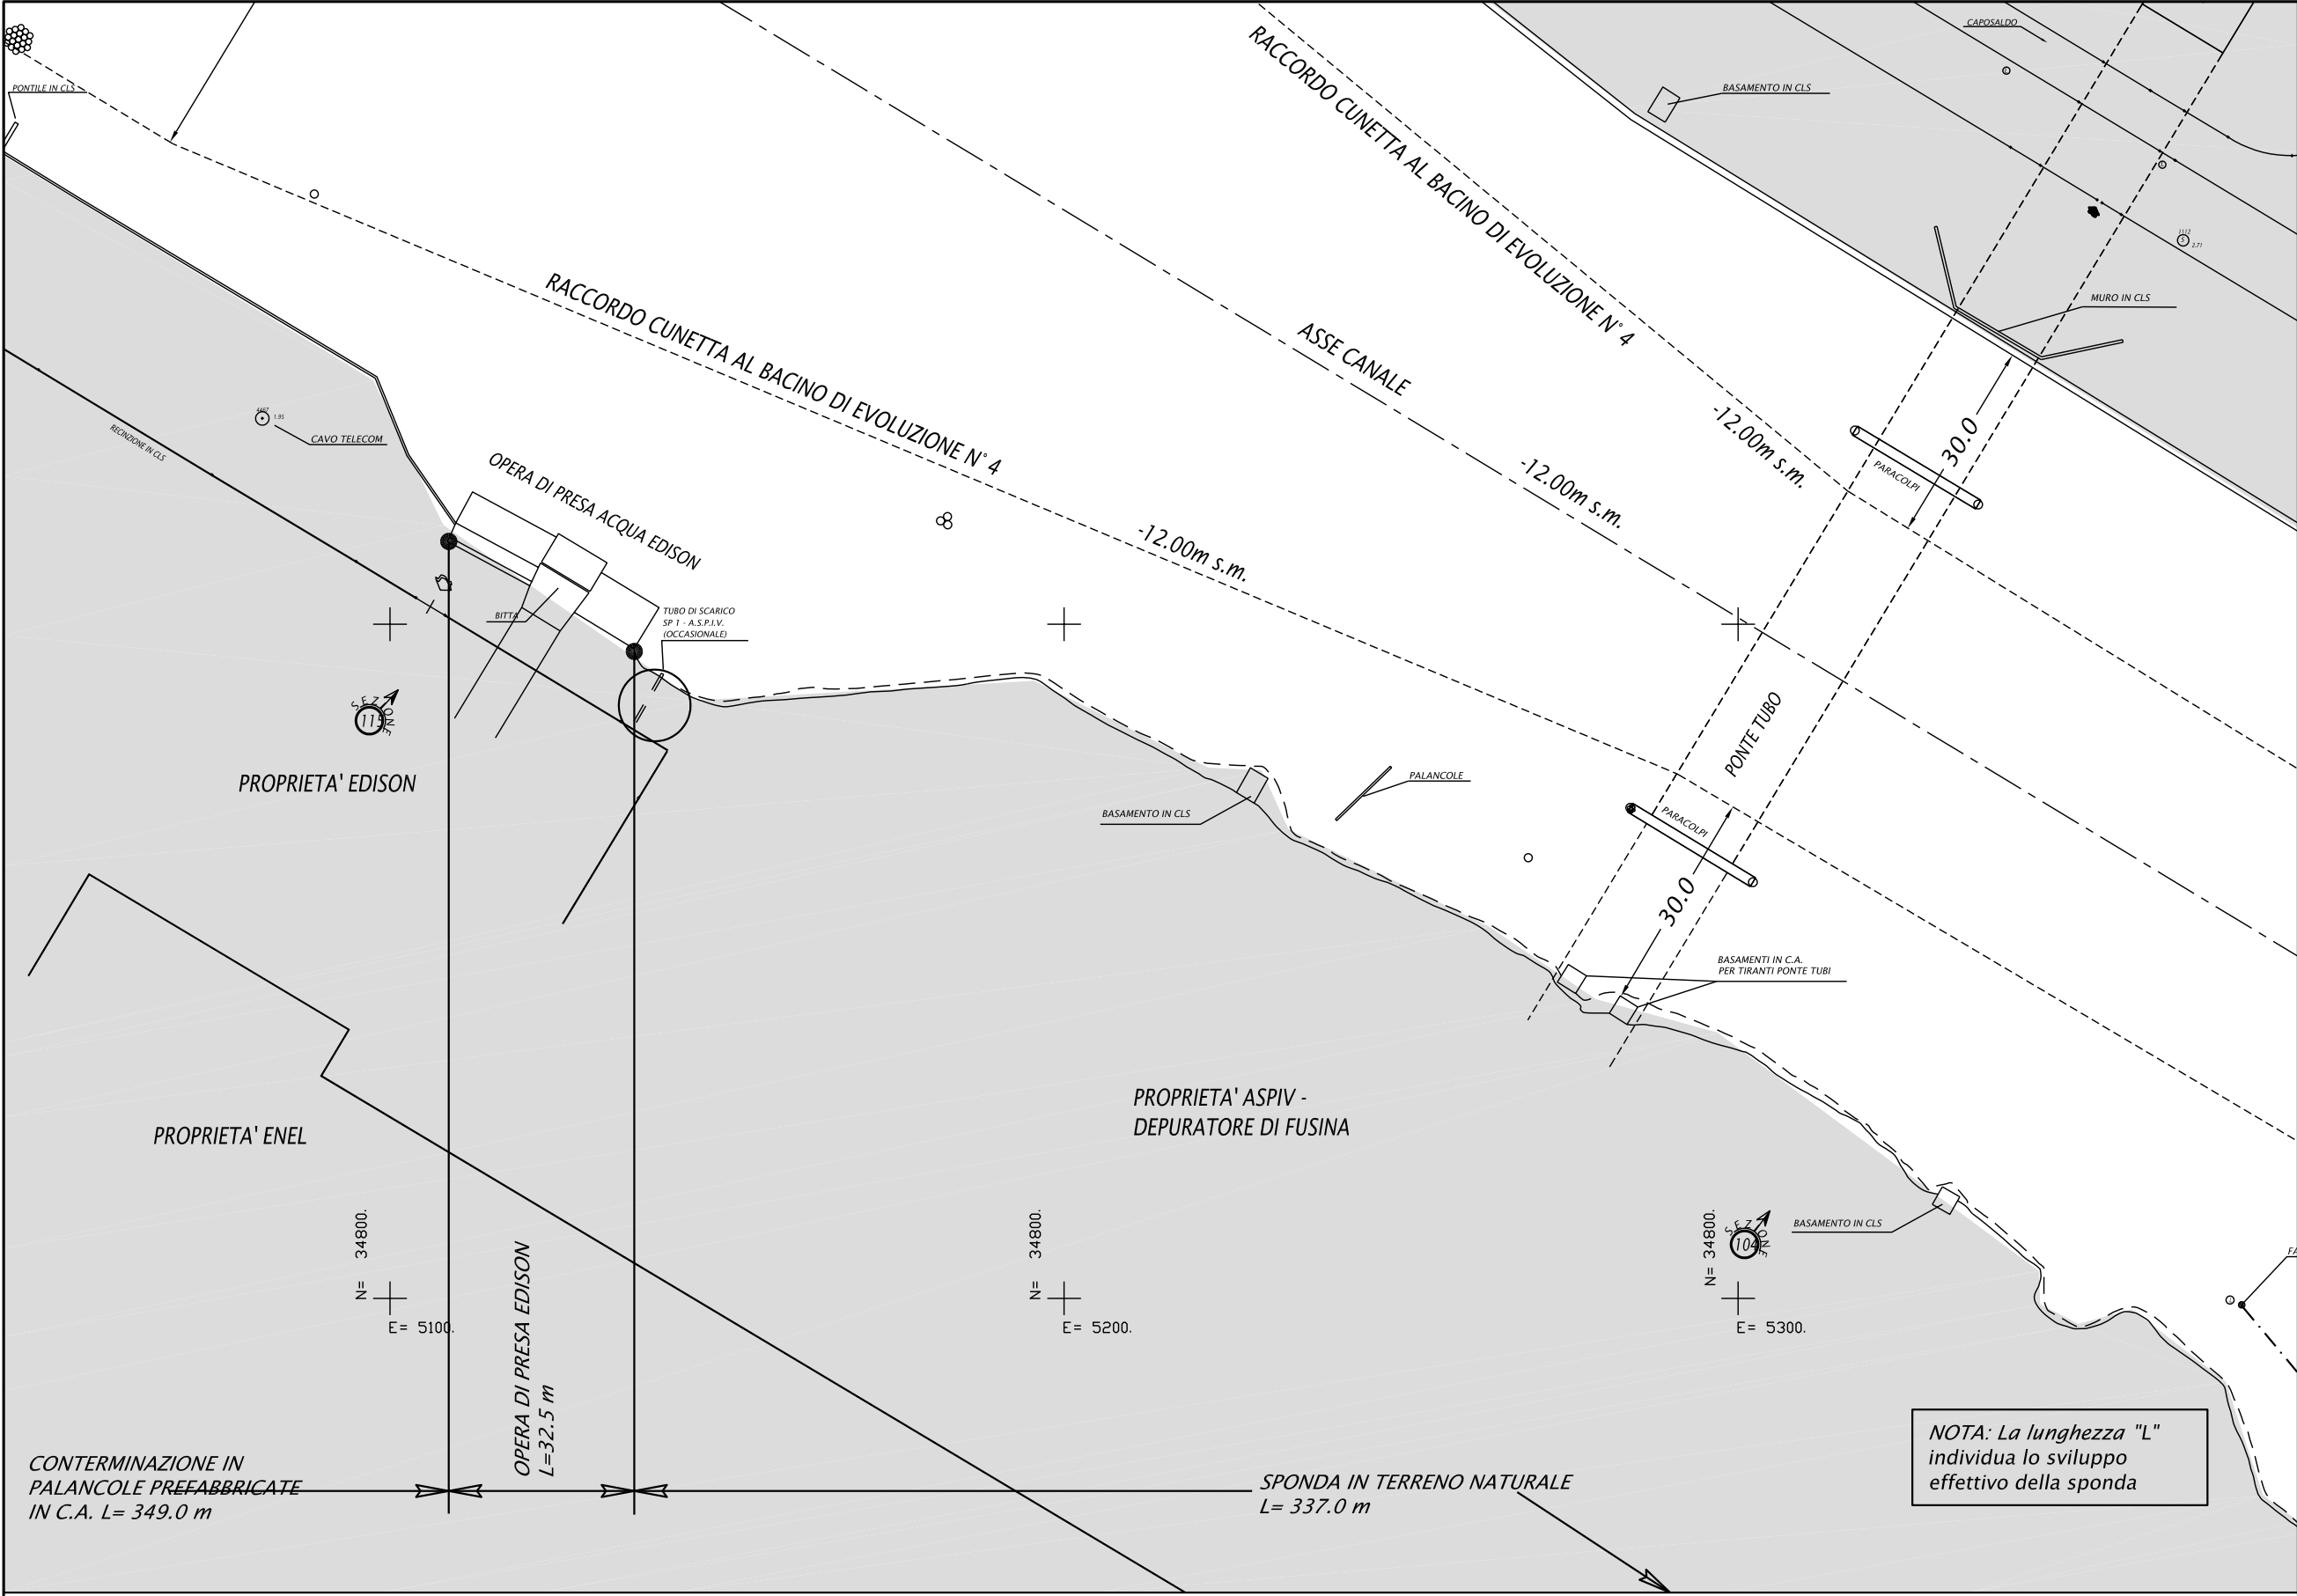 CAPOSALDO
PONTILE IN CLS
BASAMENTO IN CLS
RACCORDO CUNETTA AL BACINO DI EVOLUZIONE N°4
1112
S
2.71
MURO IN CLS
RACCORDO CUNETTA AL BACINO DI EVOLUZIONE N°4
ASSE CANALE
-12.00m s.m.
30.0
PARACOLPI
1.95
CAVO TELECOM
RECINZIONE IN CLS
OPERA DI PRESA ACQUA EDISON
-12.00m s.m.
-12.00m s.m.
BITTA
TUBO DI SCARICO
SP 1 - A.S.P.I.V.
(OCCASIONALE)
SEZIONE
115
PROPRIETA' EDISON
PONTE TUBO
PALANCOLE
BASAMENTO IN CLS
PARACOLPI
30.0
BASAMENTI IN C.A.
PER TIRANTI PONTE TUBI
PROPRIETA' ASPIV -
DEPURATORE DI FUSINA
PROPRIETA' ENEL
N= 34800.
E= 5100.
N= 34800.
E= 5200.
N= 34800.
E= 5300.
SEZIONE
104
BASAMENTO IN CLS
FA
OPERA DI PRESA EDISON
L=32.5 m
CONTERMINAZIONE IN
PALANCOLE PREFABBRICATE
IN C.A. L= 349.0 m
SPONDA IN TERRENO NATURALE
L= 337.0 m
NOTA: La lunghezza "L"
individua lo sviluppo
effettivo della sponda